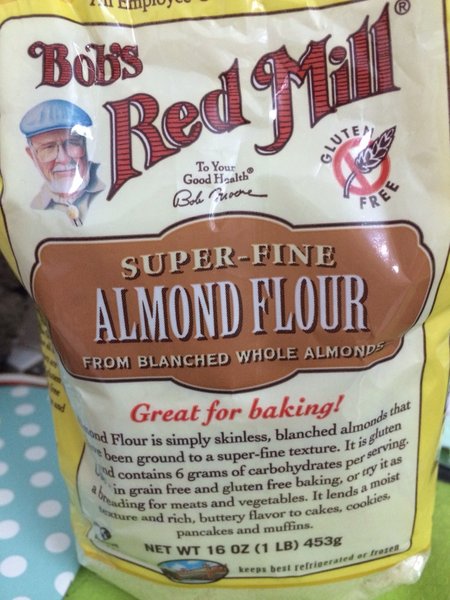 An Employee
Bob's
Red Mill®
GLUTEN
FREE
To Your
Good Health®
Bob Moore
SUPER-FINE
ALMOND FLOUR
FROM BLANCHED WHOLE ALMONDS
Great for baking!
Flour is simply skinless, blanched almonds that
been ground to a super-fine texture. It is gluten
contains 6 grams of carbohydrates per serving.
in grain free and gluten free baking, or try it as
a breading for meats and vegetables. It lends a moist
texture and rich, buttery flavor to cakes, cookies,
pancakes and muffins.
NET WT 16 OZ (1 LB) 453g
keeps best refrigerated or frozen